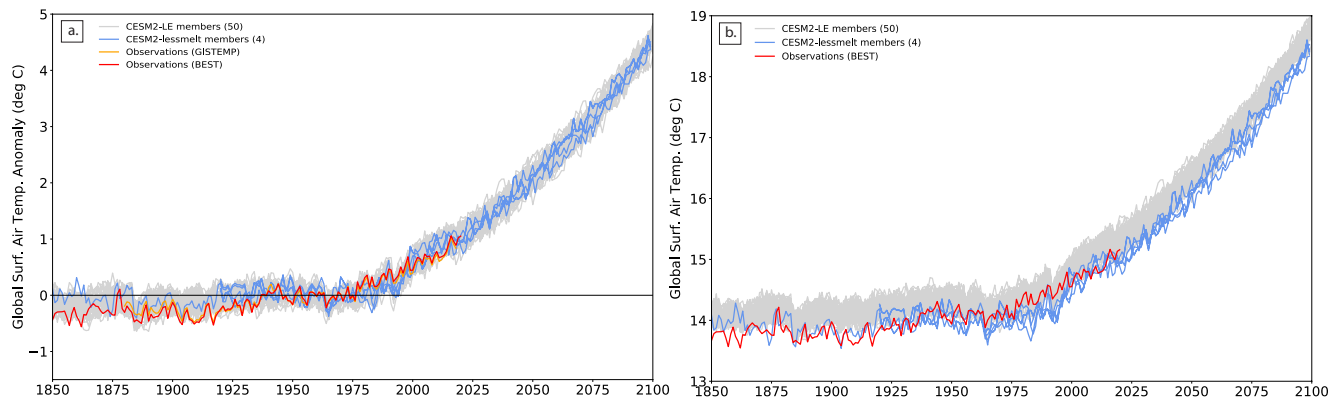 a.
CESM2-LE members (50)
CESM2-lessmelt members (4)
Observations (GISTEMP)
Observations (BEST)
Global Surf. Air Temp. Anomaly (deg C)
5
4
3
2
1
0
−1
1850 1875 1900 1925 1950 1975 2000 2025 2050 2075 2100
b.
CESM2-LE members (50)
CESM2-lessmelt members (4)
Observations (BEST)
Global Surf. Air Temp. (deg C)
19
18
17
16
15
14
13
1850 1875 1900 1925 1950 1975 2000 2025 2050 2075 2100